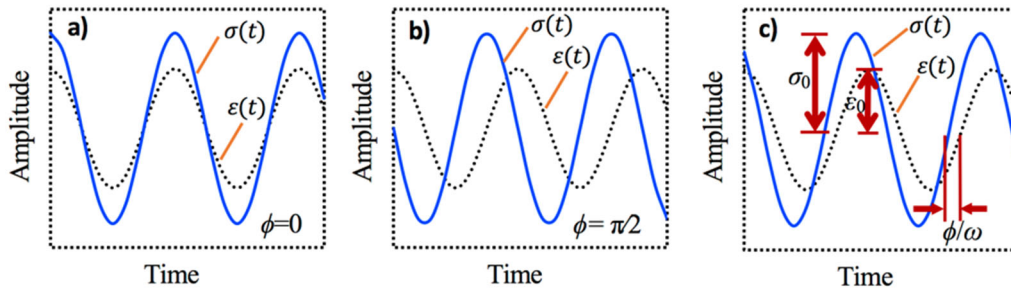 a)
σ(t)
ε(t)
ϕ=0
Amplitude
Time
b)
σ(t)
ε(t)
ϕ= π/2
Amplitude
Time
c)
σ(t)
ε(t)
σ₀
ε₀
ϕ/ω
Amplitude
Time